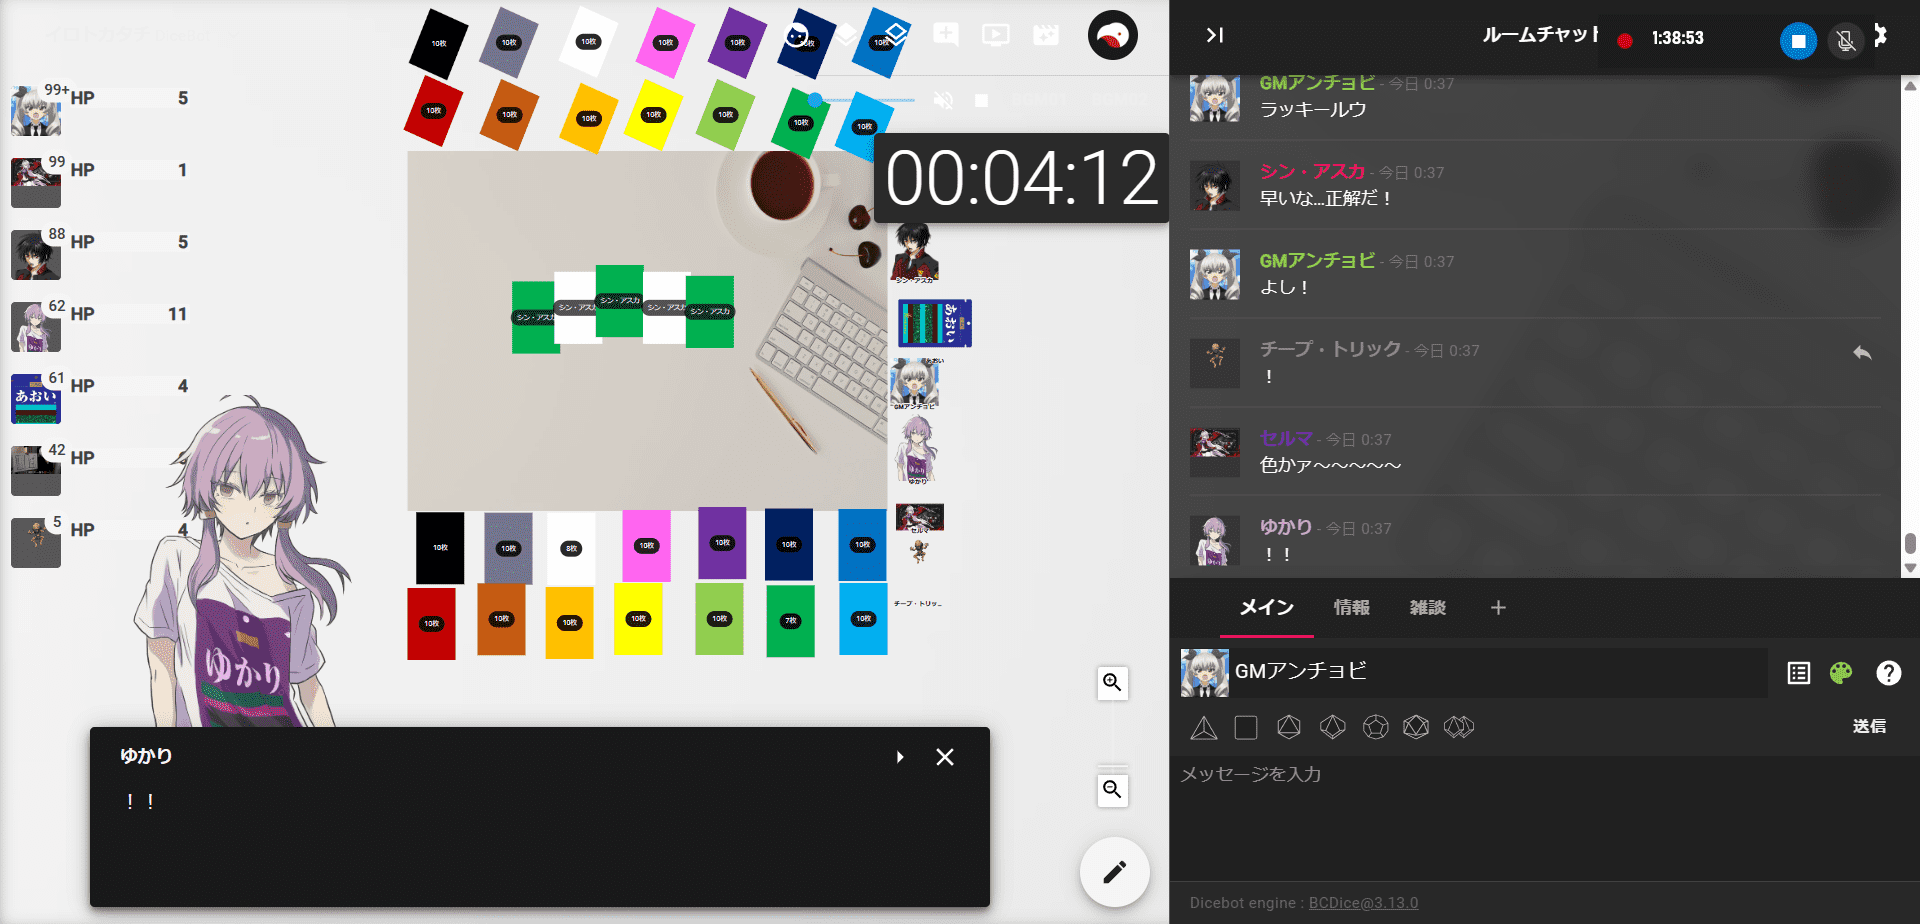 99+
HP 5
99
HP 1
88
HP 5
62
HP 11
61
HP 4
あおい
42
HP
5
HP 4
10枚
10枚
10枚
10枚
10枚
10枚
10枚
10枚
10枚
10枚
10枚
10枚
10枚
10枚
00:04:12
シン・アスカ
シン・アスカ
シン・アスカ
シン・アスカ
シン・アスカ
シン・アスカ
あおい
あおい
GMアンチョビ
ゆかり
セルマ
チープ・トリッ…
10枚
10枚
8枚
10枚
10枚
10枚
10枚
10枚
10枚
10枚
10枚
10枚
7枚
10枚
ゆかり
ゆかり
！！
ルームチャット
1:38:53
GMアンチョビ - 今日 0:37
ラッキールウ
シン・アスカ - 今日 0:37
早いな…正解だ！
GMアンチョビ - 今日 0:37
よし！
チープ・トリック - 今日 0:37
！
セルマ - 今日 0:37
色かァ～～～～～
ゆかり - 今日 0:37
！！
メイン 情報 雑談 +
GMアンチョビ
送信
メッセージを入力
Dicebot engine : BCDice@3.13.0